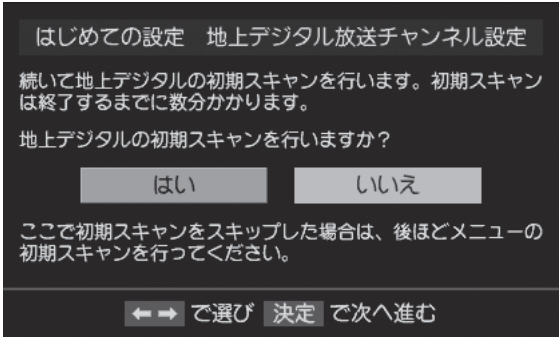 はじめての設定　地上デジタル放送チャンネル設定
続いて地上デジタルの初期スキャンを行います。初期スキャン
は終了するまでに数分かかります。
地上デジタルの初期スキャンを行いますか？
はい　いいえ
ここで初期スキャンをスキップした場合は、後ほどメニューの
初期スキャンを行ってください。
←→ で選び 決定 で次へ進む